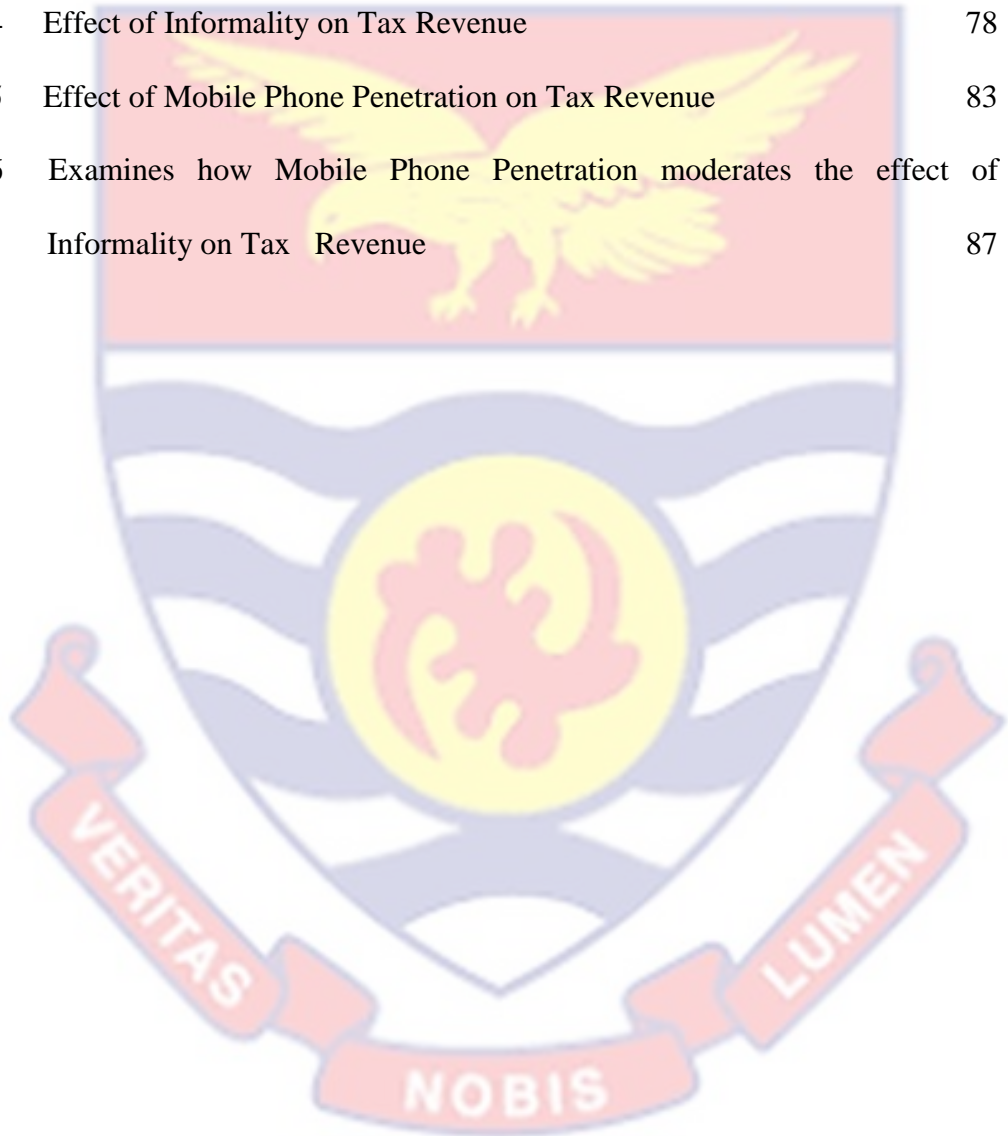 Effect of Informality on Tax Revenue 78
Effect of Mobile Phone Penetration on Tax Revenue 83
Examines how Mobile Phone Penetration moderates the effect of
Informality on Tax Revenue 87
VERITAS
NOBIS
LUMEN